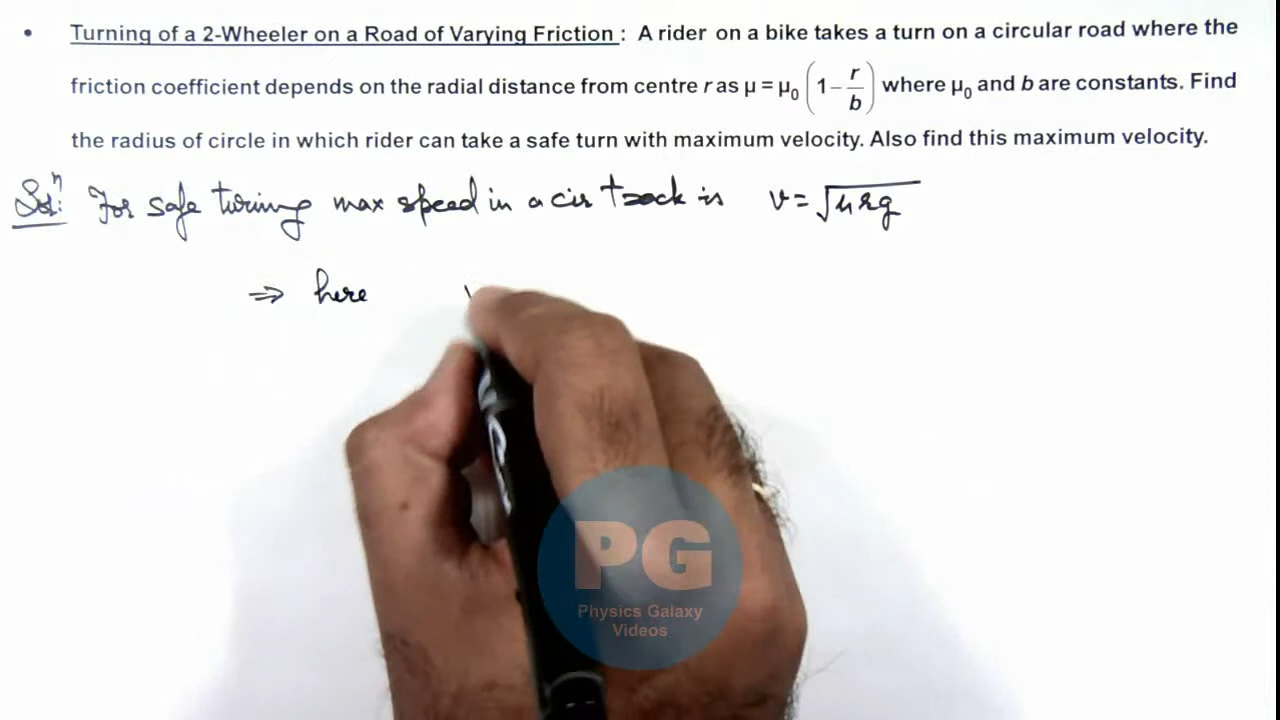 • Turning of a 2-Wheeler on a Road of Varying Friction : A rider on a bike takes a turn on a circular road where the
friction coefficient depends on the radial distance from centre r as μ = μ₀ (1 − r/b) where μ₀ and b are constants. Find
the radius of circle in which rider can take a safe turn with maximum velocity. Also find this maximum velocity.
Solⁿ: For safe turing max speed in a cir track is v = √μrg
⇒ here
PG
Physics Galaxy
Videos